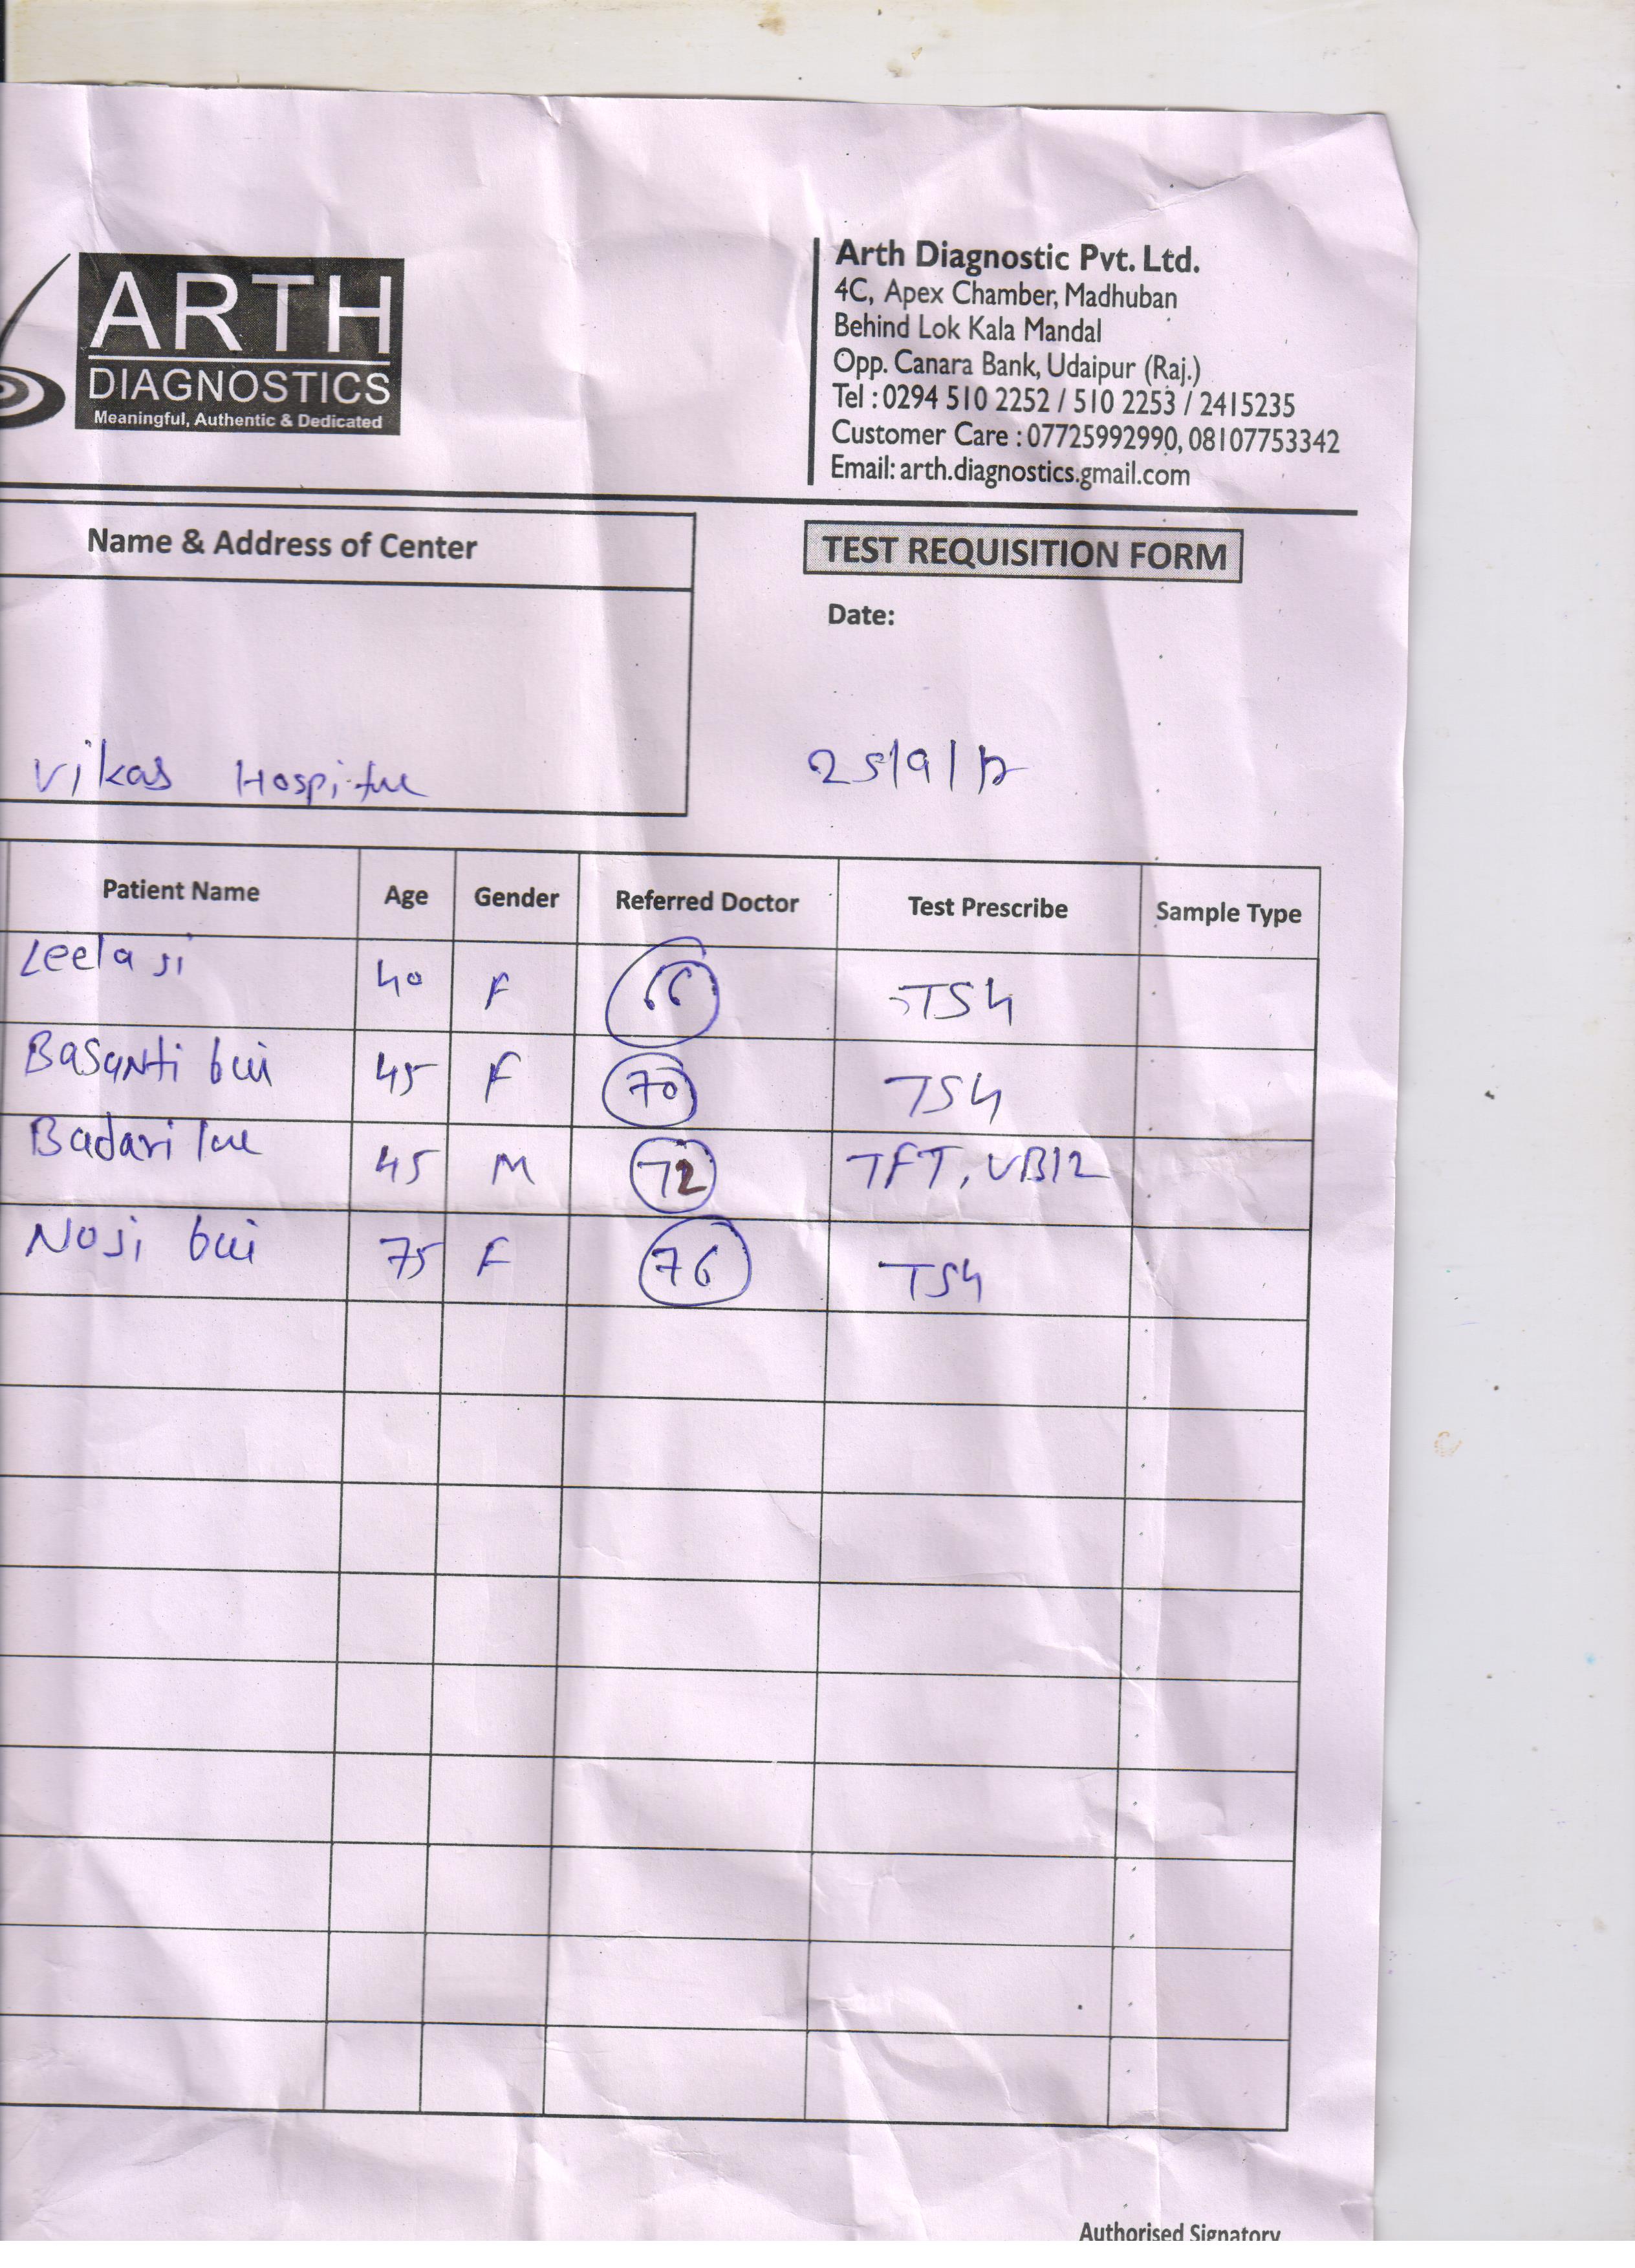 ARTH
DIAGNOSTICS
Meaningful, Authentic & Dedicated
Arth Diagnostic Pvt. Ltd.
4C, Apex Chamber, Madhuban
Behind Lok Kala Mandal
Opp. Canara Bank, Udaipur (Raj.)
Tel : 0294 510 2252 / 510 2253 / 2415235
Customer Care : 07725992990, 08107753342
Email: arth.diagnostics.gmail.com
Name & Address of Center
TEST REQUISITION FORM
Date:
Vikas Hospital
25/9/17
Patient Name Age Gender Referred Doctor Test Prescribe Sample Type
Leela ji 40 F 66 TSH
Basanti bai 45 F 70 TSH
Badari lal 45 M 72 TFT, VB12
Noji bai 75 F 76 TSH
Authorised Signatory